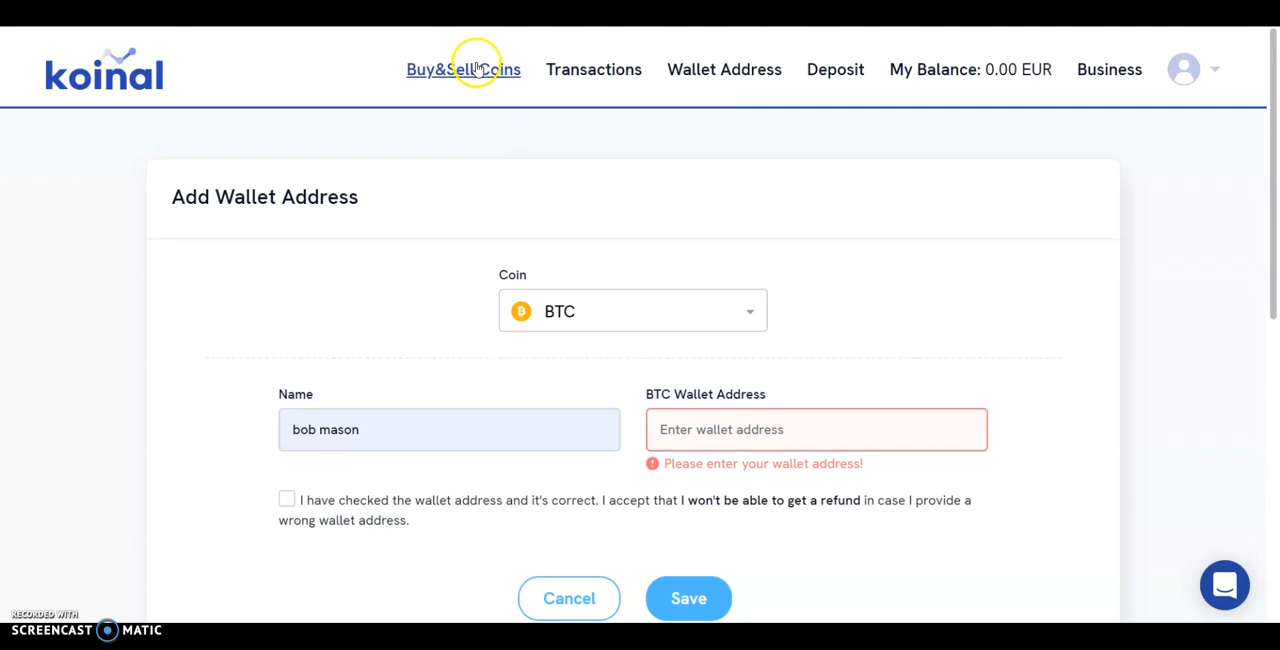 koinal
Buy&Sell Coins Transactions Wallet Address Deposit My Balance: 0.00 EUR Business
Add Wallet Address
Coin
BTC
Name
bob mason
BTC Wallet Address
Enter wallet address
Please enter your wallet address!
I have checked the wallet address and it's correct. I accept that I won't be able to get a refund in case I provide a
wrong wallet address.
Cancel
Save
RECORDED WITH
SCREENCAST MATIC